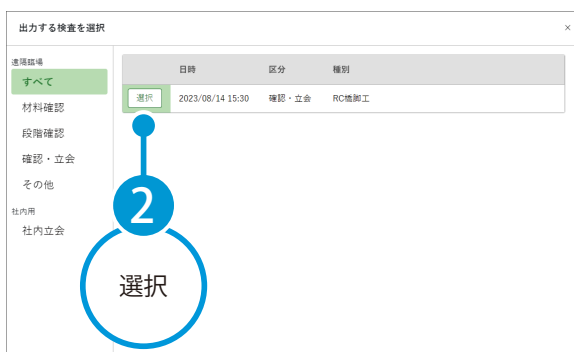 出力する検査を選択
×
遠隔臨場
すべて
材料確認
段階確認
確認・立会
その他
社内用
社内立会
日時 区分 種別
選択 2023/08/14 15:30 確認・立会 RC橋脚工
2
選択